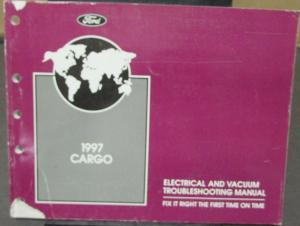 Ford
1997
CARGO
ELECTRICAL AND VACUUM
TROUBLESHOOTING MANUAL
FIX IT RIGHT THE FIRST TIME ON TIME